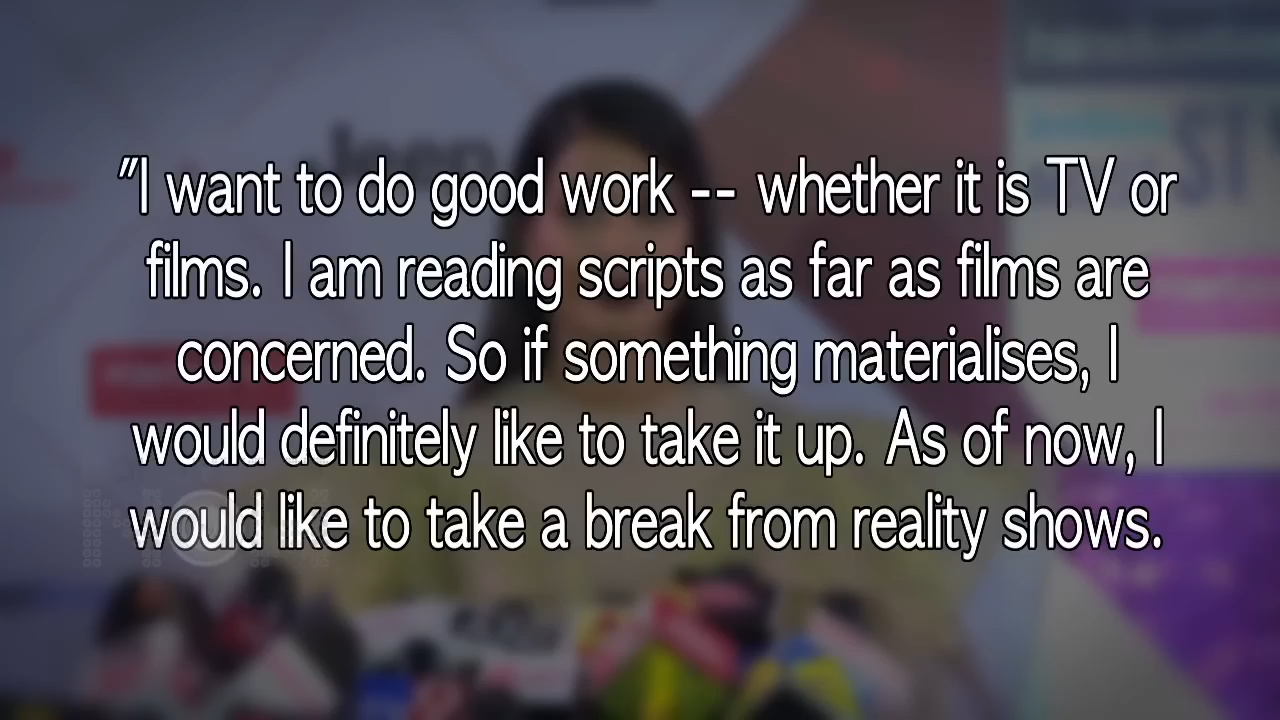 "I want to do good work -- whether it is TV or
films. I am reading scripts as far as films are
concerned. So if something materialises, I
would definitely like to take it up. As of now, I
would like to take a break from reality shows.
Jeep